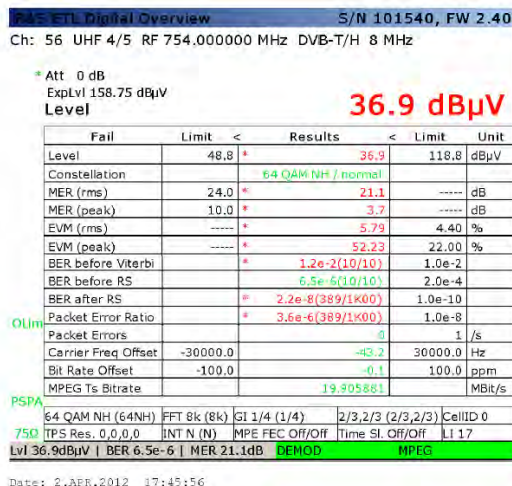 R&S ETL Digital Overview S/N 101540, FW 2.40
Ch: 56 UHF 4/5 RF 754.000000 MHz DVB-T/H 8 MHz
* Att 0 dB
ExpLvl 158.75 dBµV
Level 36.9 dBµV
Fail Limit < Results < Limit Unit
Level 48.8 * 36.9 118.8 dBµV
Constellation 64 QAM NH / normal
MER (rms) 24.0 * 21.1 ----- dB
MER (peak) 10.0 * 3.7 ----- dB
EVM (rms) ----- * 5.79 4.40 %
EVM (peak) ----- * 52.23 22.00 %
BER before Viterbi * 1.2e-2(10/10) 1.0e-2
BER before RS 6.5e-6(10/10) 2.0e-4
BER after RS * 2.2e-8(389/1K00) 1.0e-10
OLim
Packet Error Ratio * 3.6e-6(389/1K00) 1.0e-8
Packet Errors 0 1 /s
Carrier Freq Offset -30000.0 -43.2 30000.0 Hz
Bit Rate Offset -100.0 -0.1 100.0 ppm
MPEG Ts Bitrate 19.905881 MBit/s
PSPA
64 QAM NH (64NH) FFT 8k (8k) GI 1/4 (1/4) 2/3,2/3 (2/3,2/3) CellID 0
75Ω TPS Res. 0,0,0,0 INT N (N) MPE FEC Off/Off Time Sl. Off/Off LI 17
Lvl 36.9dBµV | BER 6.5e-6 | MER 21.1dB DEMOD MPEG
Date: 2.APR.2012 17:45:56